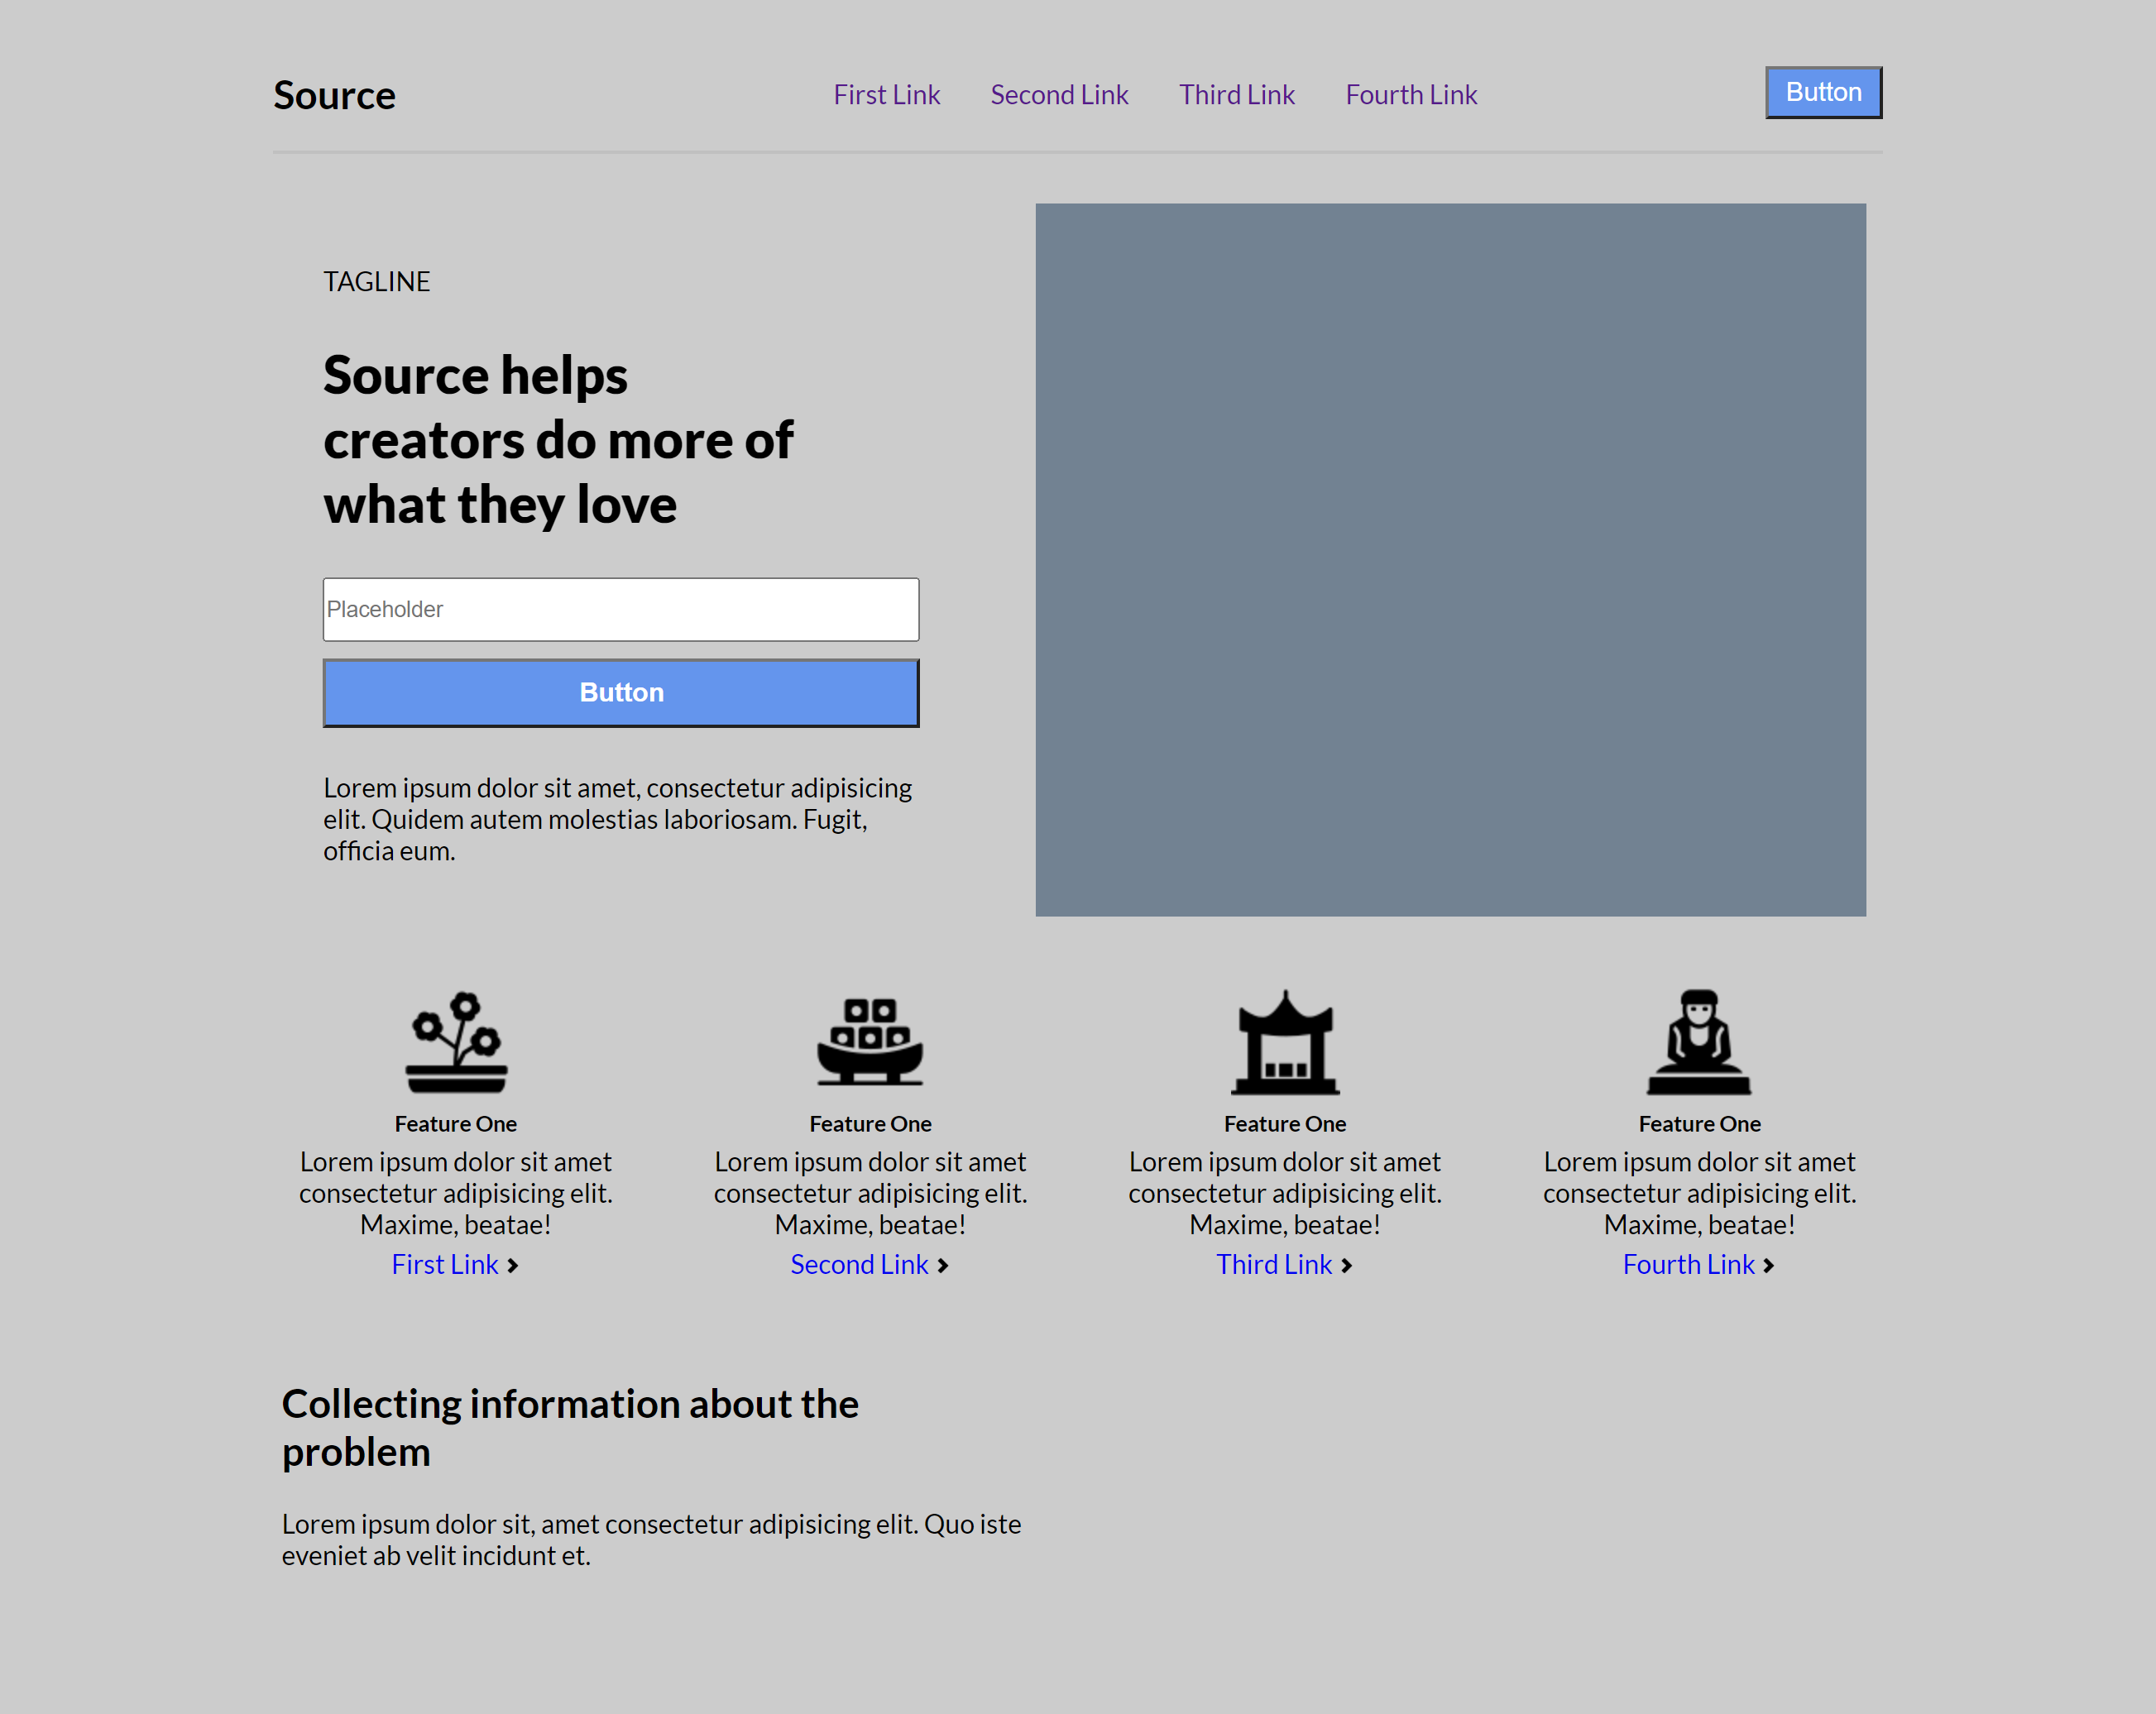 Source
First Link
Second Link
Third Link
Fourth Link
Button
TAGLINE
Source helps
creators do more of
what they love
Placeholder
Button
Lorem ipsum dolor sit amet, consectetur adipisicing
elit. Quidem autem molestias laboriosam. Fugit,
officia eum.
Feature One
Lorem ipsum dolor sit amet
consectetur adipisicing elit.
Maxime, beatae!
First Link
Feature One
Lorem ipsum dolor sit amet
consectetur adipisicing elit.
Maxime, beatae!
Second Link
Feature One
Lorem ipsum dolor sit amet
consectetur adipisicing elit.
Maxime, beatae!
Third Link
Feature One
Lorem ipsum dolor sit amet
consectetur adipisicing elit.
Maxime, beatae!
Fourth Link
Collecting information about the
problem
Lorem ipsum dolor sit, amet consectetur adipisicing elit. Quo iste
eveniet ab velit incidunt et.